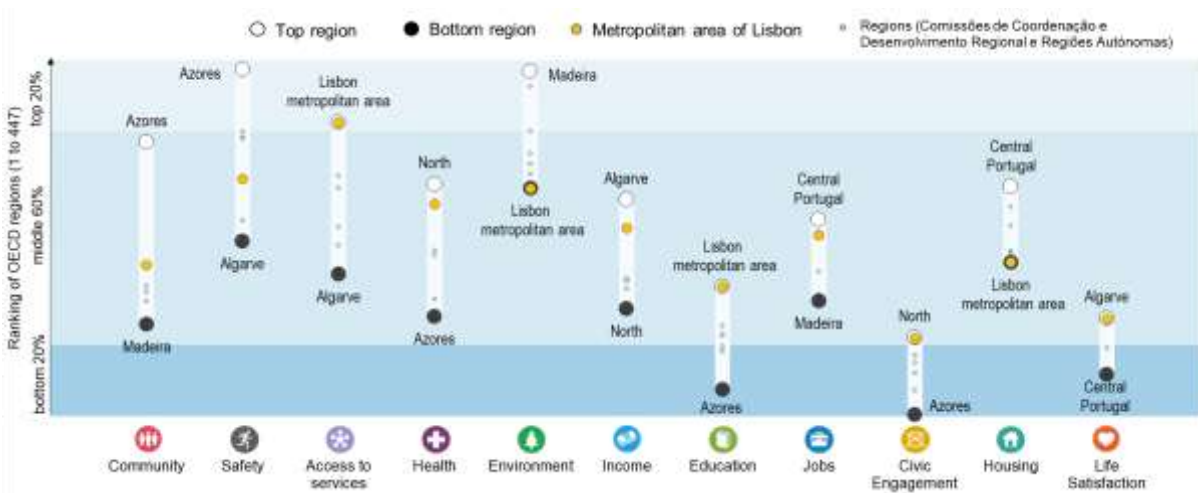 Top region
Bottom region
Metropolitan area of Lisbon
Regions (Comissões de Coordenação e
Desenvolvimento Regional e Regiões Autónomas)
Ranking of OECD regions (1 to 447)
top 20%
middle 60%
bottom 20%
Azores
Madeira
Azores
Algarve
Lisbon
metropolitan area
Algarve
North
Azores
Madeira
Lisbon
metropolitan area
Algarve
North
Lisbon
metropolitan area
Azores
Central
Portugal
Madeira
North
Azores
Central
Portugal
Lisbon
metropolitan area
Algarve
Central
Portugal
Community
Safety
Access to
services
Health
Environment
Income
Education
Jobs
Civic
Engagement
Housing
Life
Satisfaction